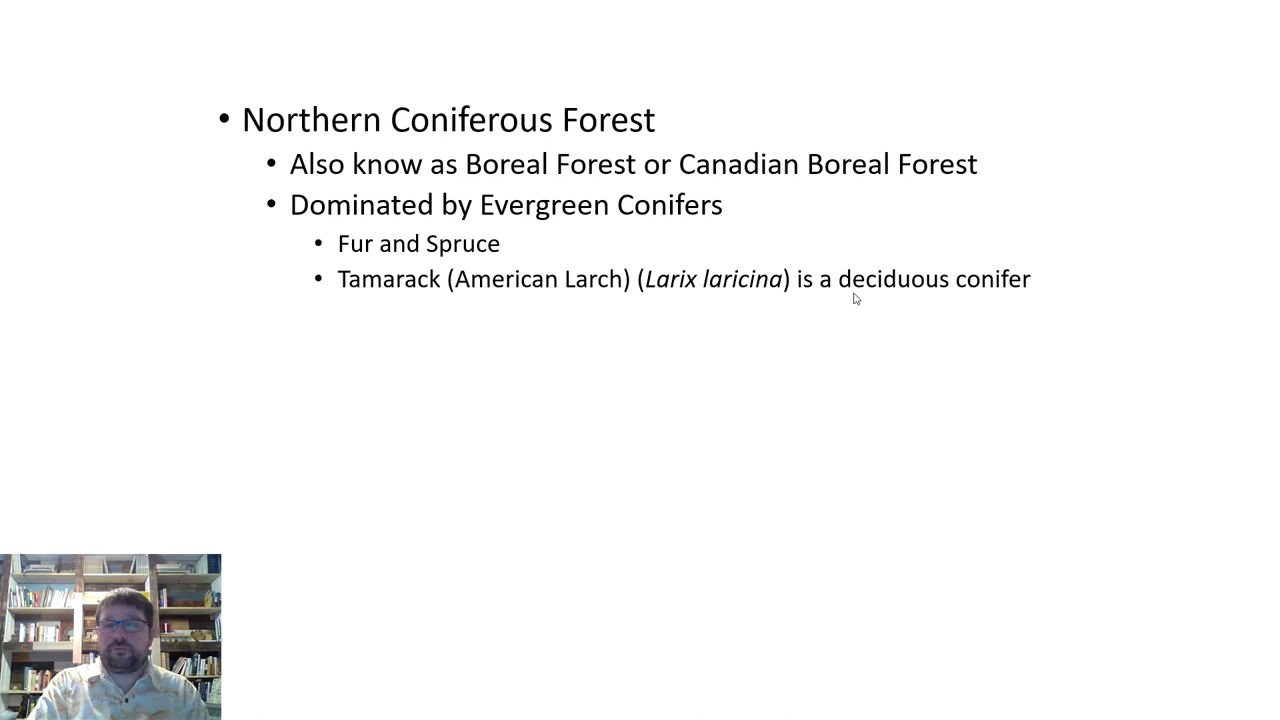 • Northern Coniferous Forest
• Also know as Boreal Forest or Canadian Boreal Forest
• Dominated by Evergreen Conifers
• Fur and Spruce
• Tamarack (American Larch) (Larix laricina) is a deciduous conifer